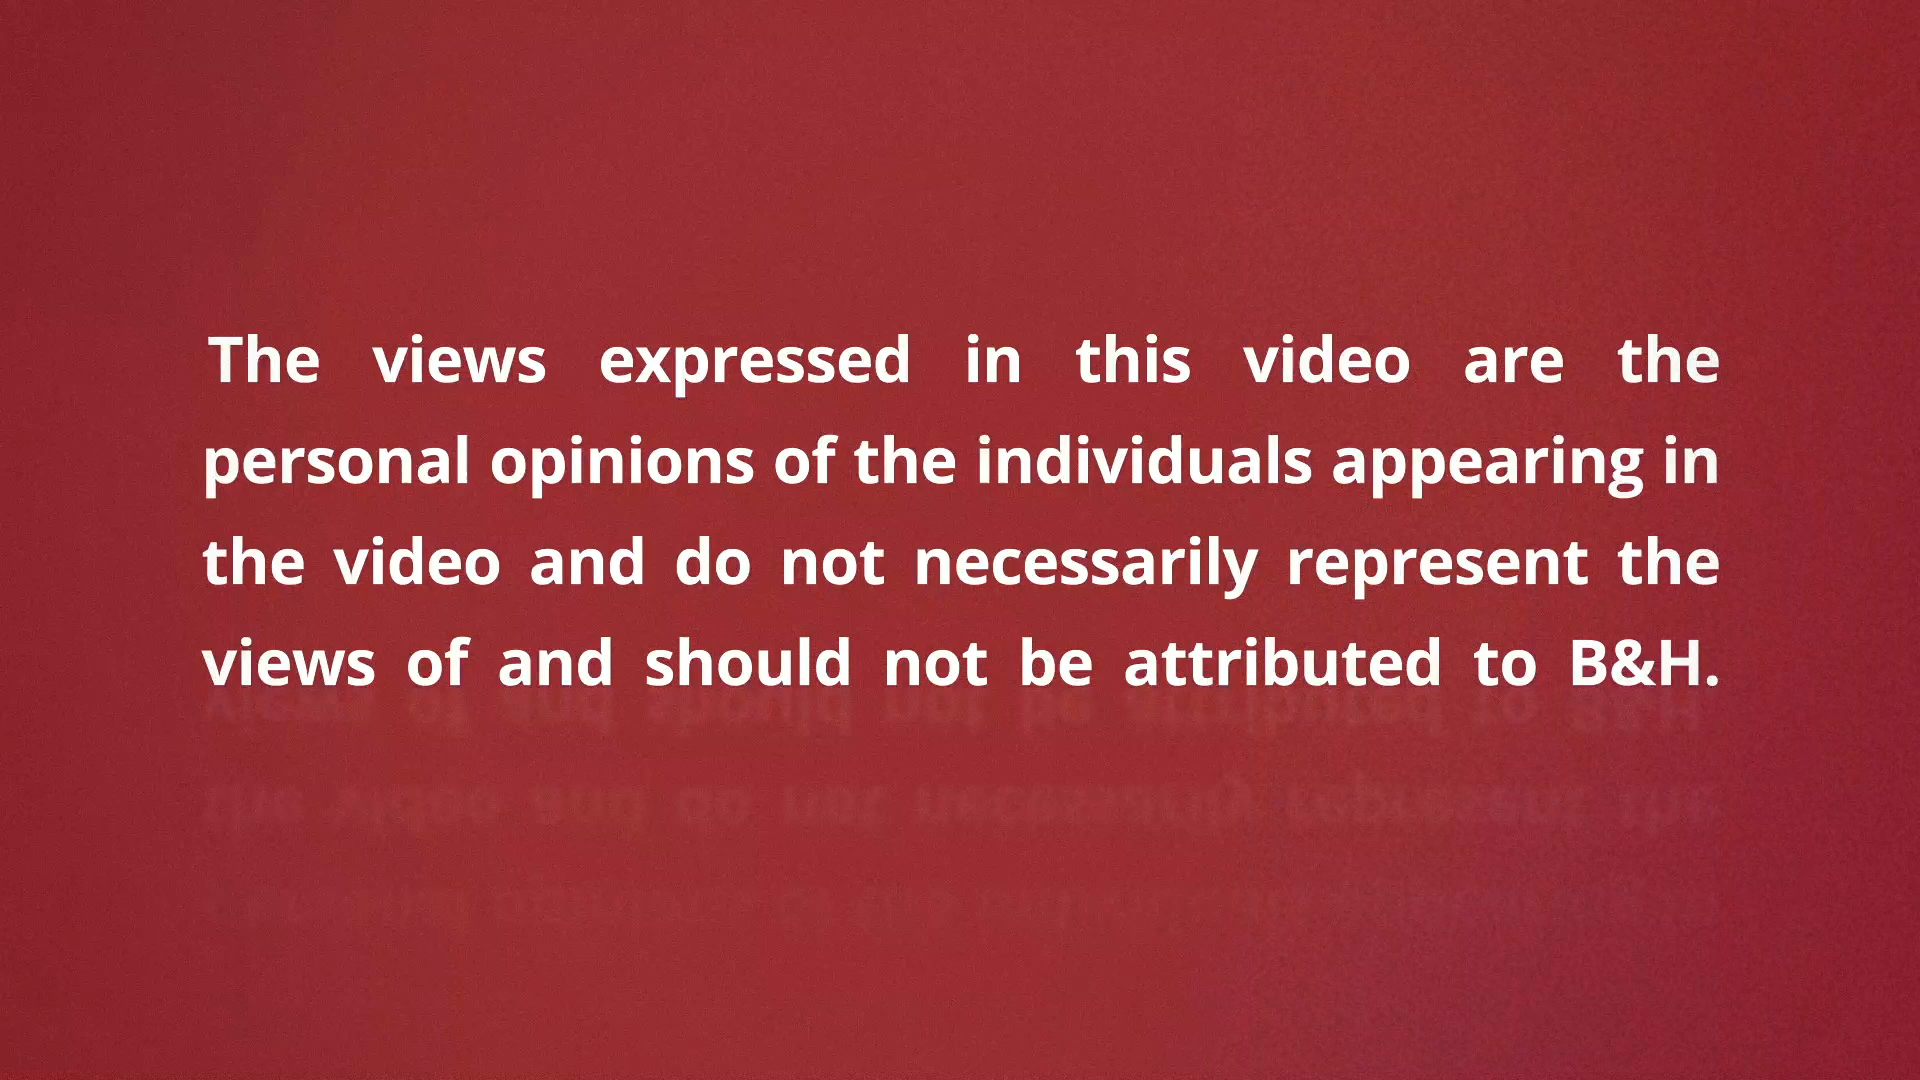 The views expressed in this video are the
personal opinions of the individuals appearing in
the video and do not necessarily represent the
views of and should not be attributed to B&H.